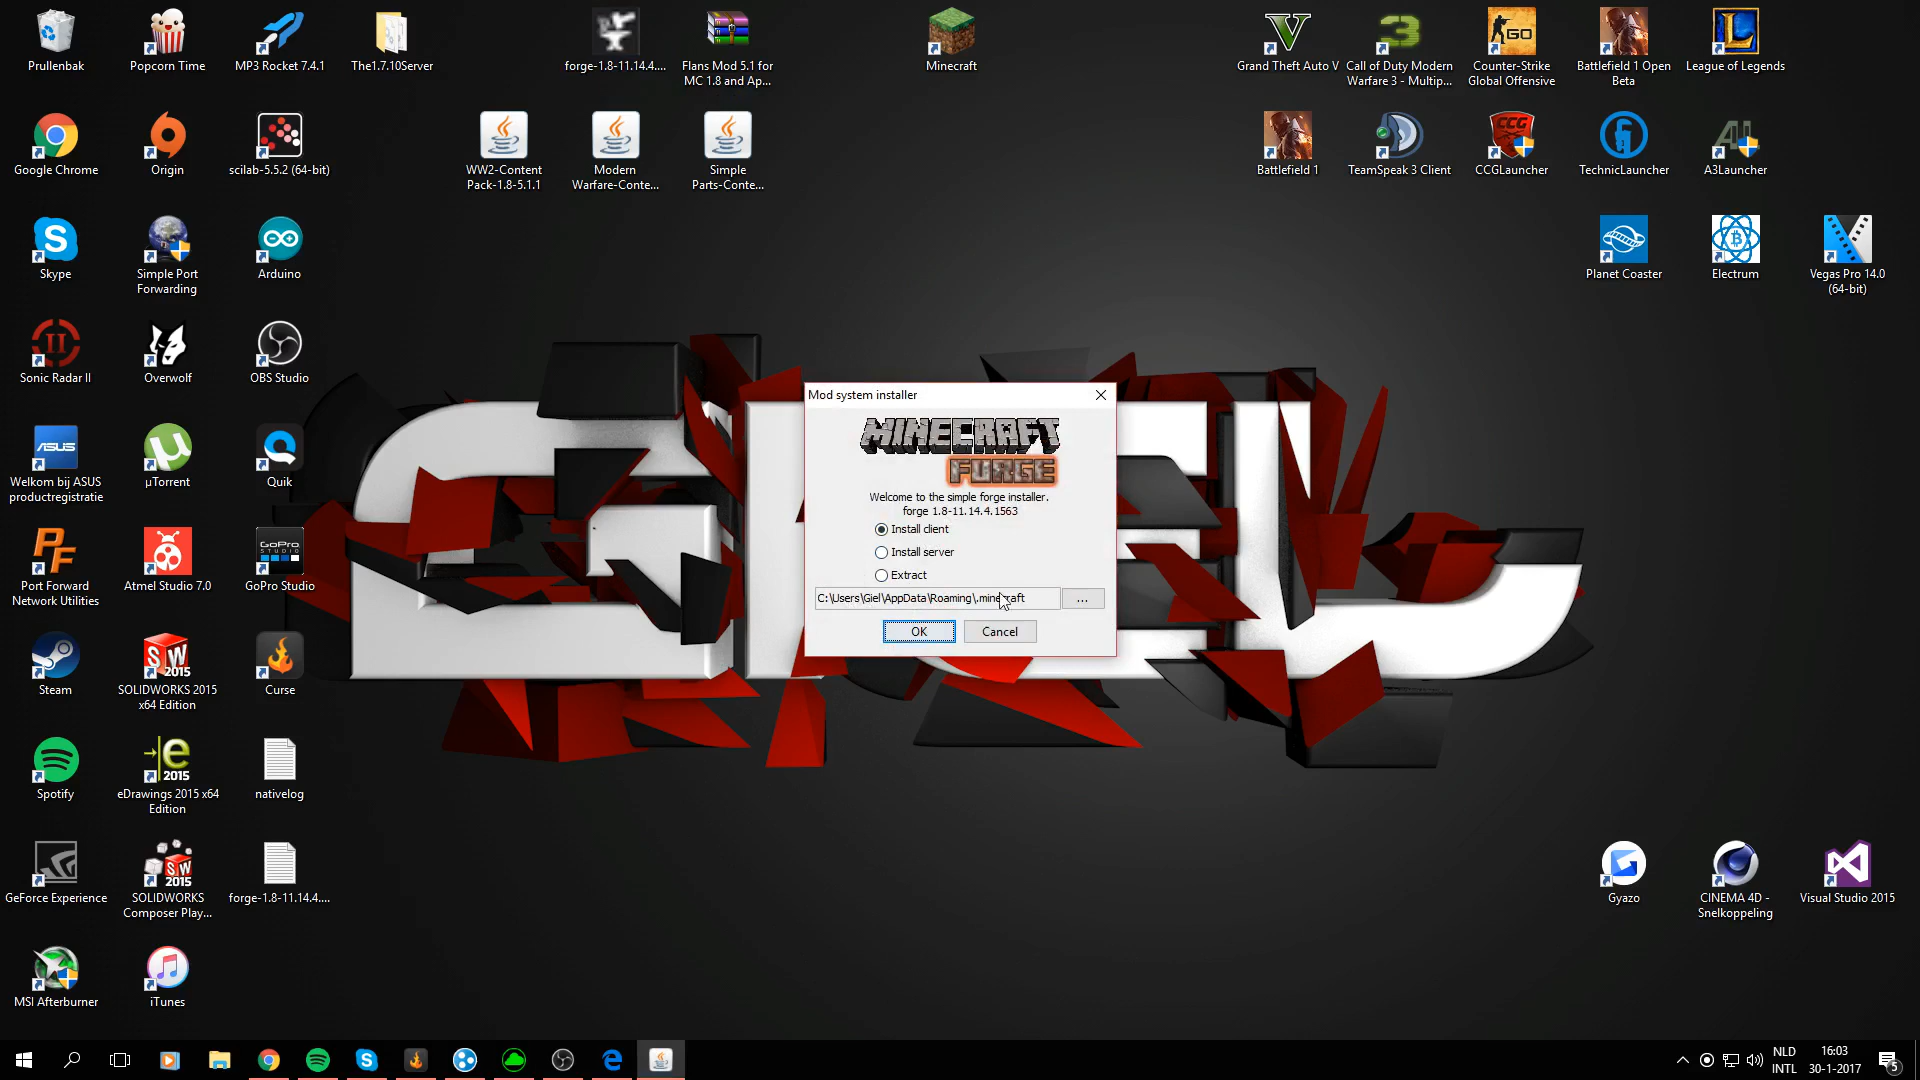 Prullenbak
Popcorn Time
MP3 Rocket 7.4.1
The1.7.10Server
forge-1.8-11.14.4....
Flans Mod 5.1 for
MC 1.8 and Ap...
Minecraft
Grand Theft Auto V
Call of Duty Modern
Warfare 3 - Multip...
Counter-Strike
Global Offensive
Battlefield 1 Open
Beta
League of Legends
Google Chrome
Origin
scilab-5.5.2 (64-bit)
WW2-Content
Pack-1.8-5.1.1
Modern
Warfare-Conte...
Simple
Parts-Conte...
Battlefield 1
TeamSpeak 3 Client
CCGLauncher
TechnicLauncher
A3Launcher
Skype
Simple Port
Forwarding
Arduino
Planet Coaster
Electrum
Vegas Pro 14.0
(64-bit)
Sonic Radar II
Overwolf
OBS Studio
Welkom bij ASUS
productregistratie
µTorrent
Quik
Port Forward
Network Utilities
Atmel Studio 7.0
GoPro Studio
Steam
SOLIDWORKS 2015
x64 Edition
Curse
Spotify
eDrawings 2015 x64
Edition
nativelog
GeForce Experience
SOLIDWORKS
Composer Play...
forge-1.8-11.14.4....
Gyazo
CINEMA 4D -
Snelkoppeling
Visual Studio 2015
MSI Afterburner
iTunes
Mod system installer
MINECRAFT
FORGE
Welcome to the simple forge installer.
forge 1.8-11.14.4.1563
Install client
Install server
Extract
C:\Users\Giel\AppData\Roaming\.minecraft
...
OK
Cancel
NLD
INTL
16:03
30-1-2017
5